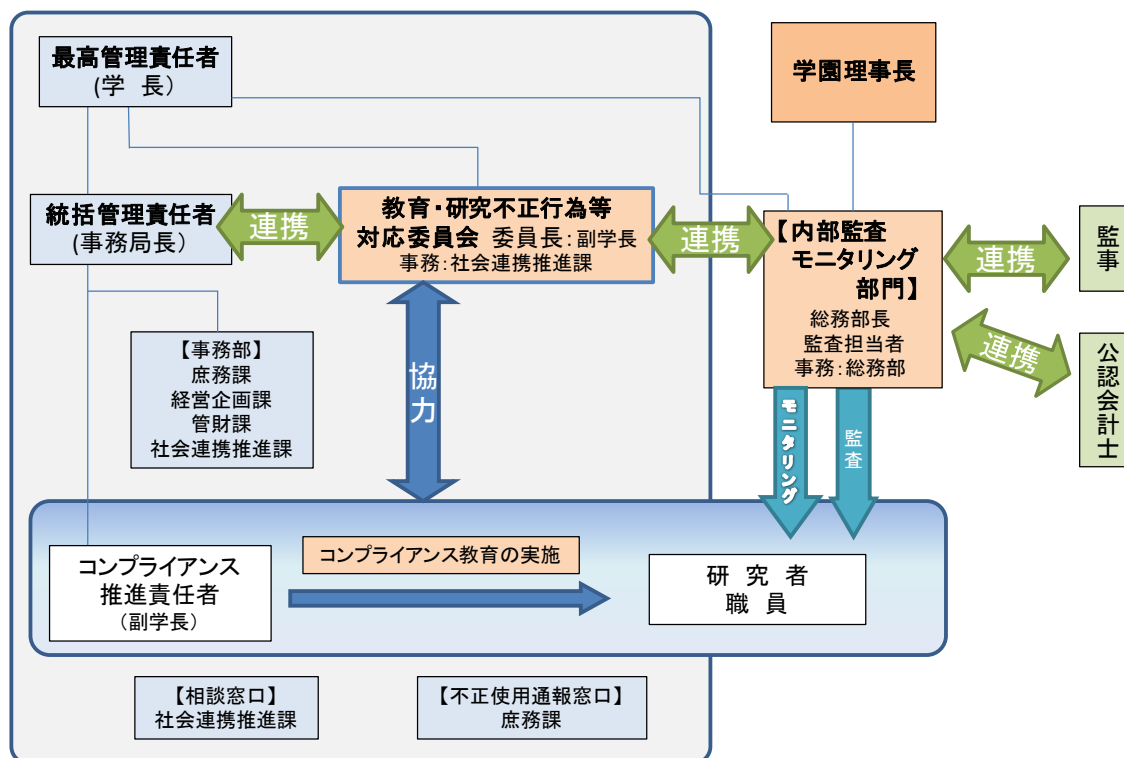 最高管理責任者
(学 長)
学園理事長
統括管理責任者
(事務局長)
連携
教育・研究不正行為等
対応委員会 委員長:副学長
事務:社会連携推進課
連携
【内部監査
モニタリング
部門】
総務部長
監査担当者
事務:総務部
連携
監事
連携
公認会計士
【事務部】
庶務課
経営企画課
管財課
社会連携推進課
協力
モニタリング
監査
コンプライアンス
推進責任者
(副学長)
コンプライアンス教育の実施
研 究 者
職 員
【相談窓口】
社会連携推進課
【不正使用通報窓口】
庶務課